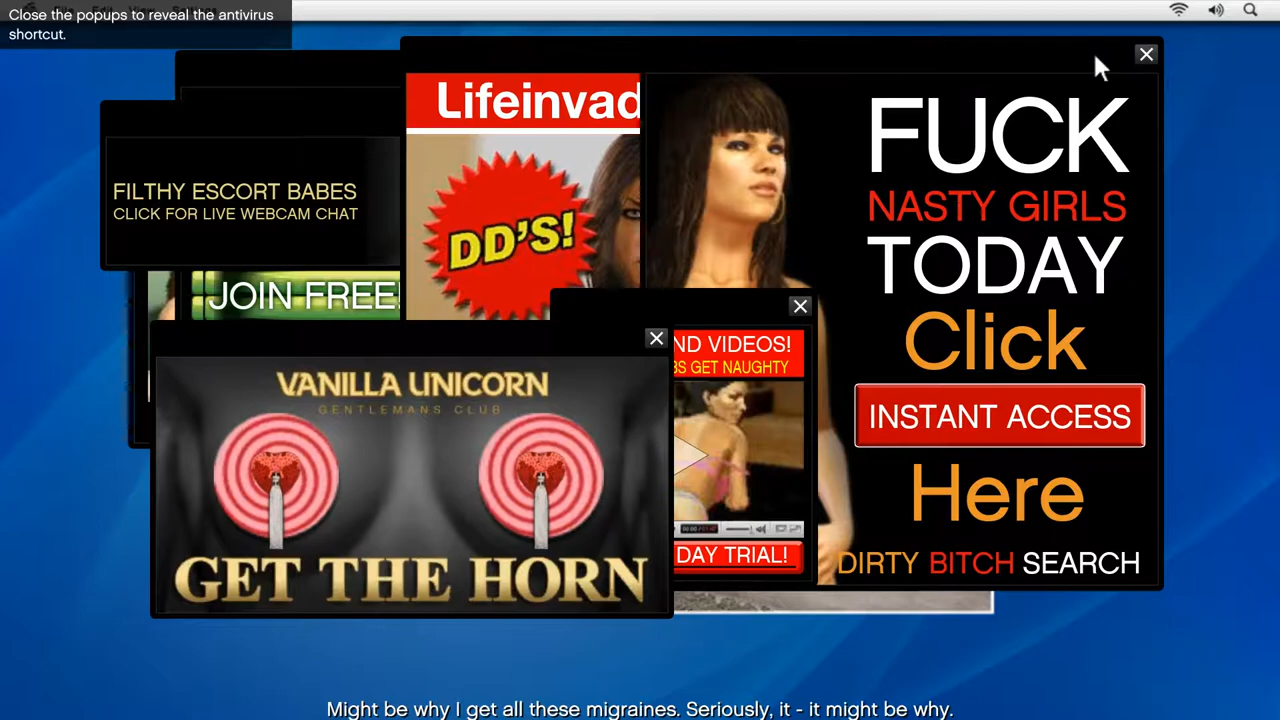 Close the popups to reveal the antivirus
shortcut.
FILTHY ESCORT BABES
CLICK FOR LIVE WEBCAM CHAT
JOIN FREE
Lifeinvad
DD'S!
FUCK
NASTY GIRLS
TODAY
Click
INSTANT ACCESS
Here
DIRTY BITCH SEARCH
ND VIDEOS!
BS GET NAUGHTY
DAY TRIAL!
VANILLA UNICORN
GENTLEMANS CLUB
GET THE HORN
Might be why I get all these migraines. Seriously, it - it might be why.